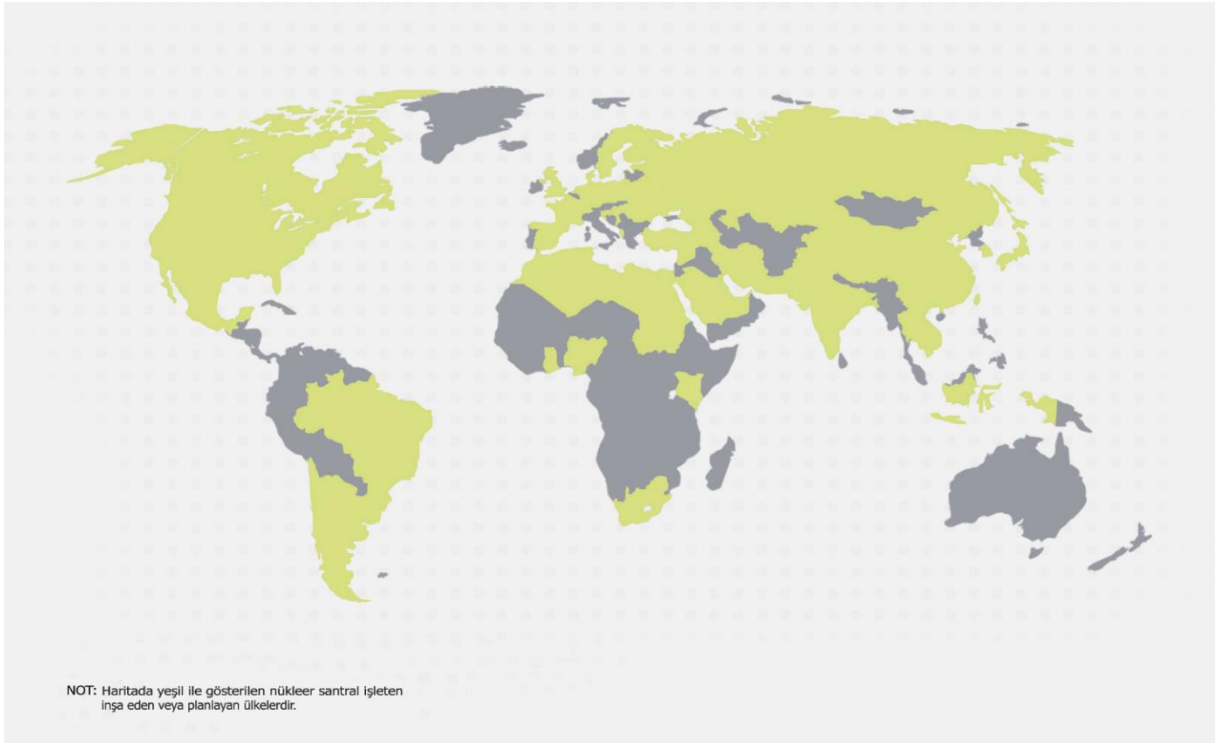 NOT: Haritada yeşil ile gösterilen nükleer santral işleten
inşa eden veya planlayan ülkelerdir.